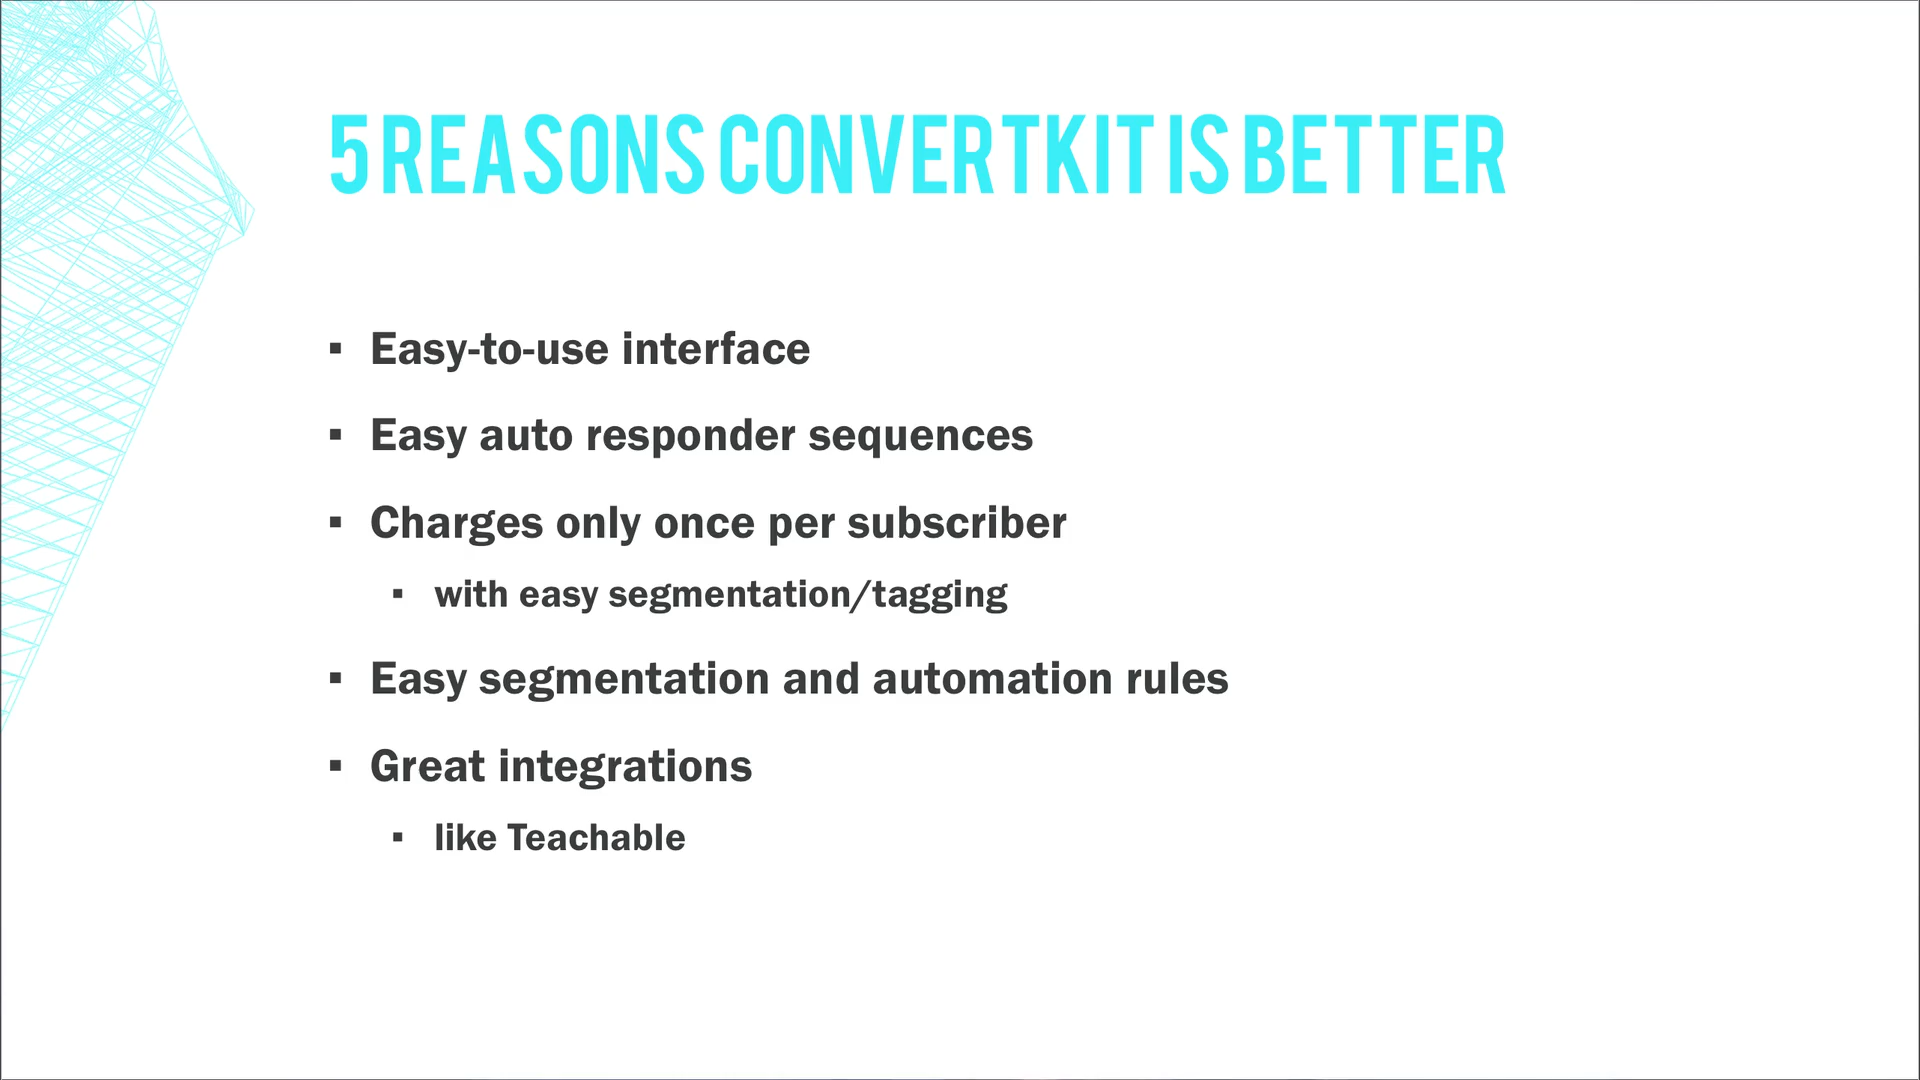 5 REASONS CONVERTKIT IS BETTER
▪ Easy-to-use interface
▪ Easy auto responder sequences
▪ Charges only once per subscriber
▪ with easy segmentation/tagging
▪ Easy segmentation and automation rules
▪ Great integrations
▪ like Teachable